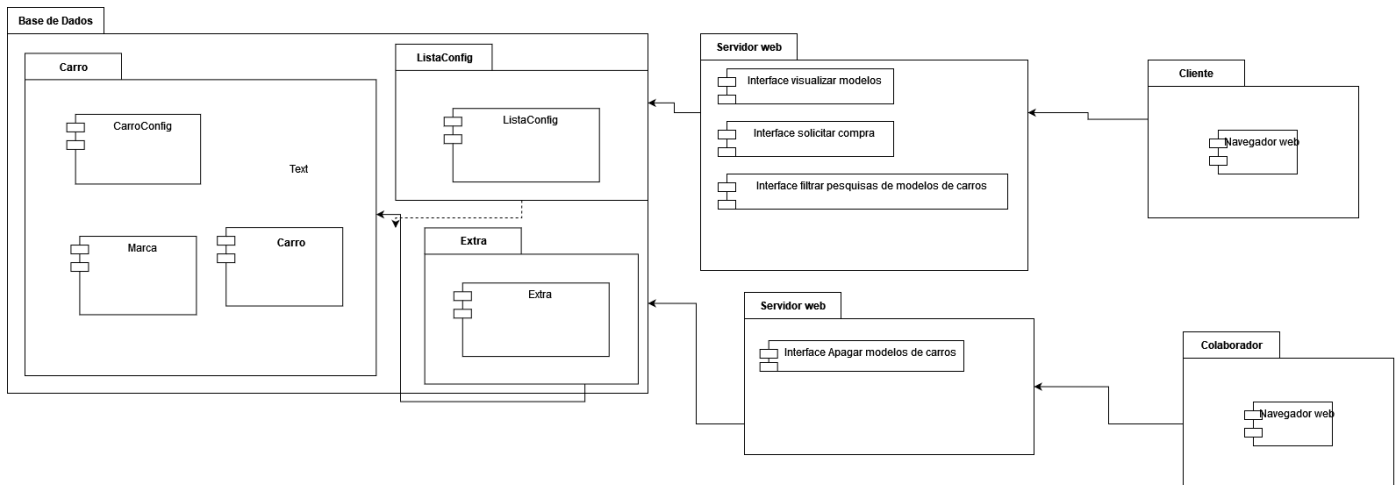 Base de Dados
Carro
CarroConfig
Text
Marca
Carro
ListaConfig
ListaConfig
Extra
Extra
Servidor web
Interface visualizar modelos
Interface solicitar compra
Interface filtrar pesquisas de modelos de carros
Cliente
Navegador web
Servidor web
Interface Apagar modelos de carros
Colaborador
Navegador web